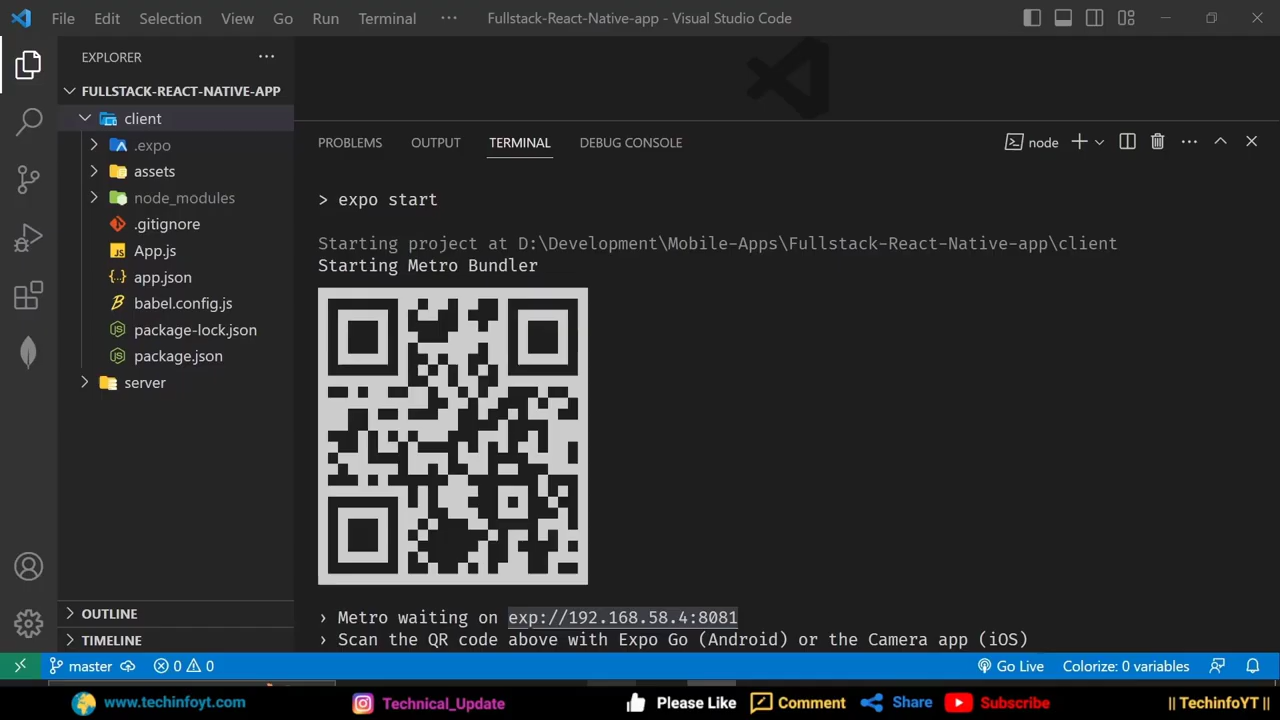 File Edit Selection View Go Run Terminal ··· Fullstack-React-Native-app - Visual Studio Code
EXPLORER ···
FULLSTACK-REACT-NATIVE-APP
client
.expo
assets
node_modules
.gitignore
App.js
app.json
babel.config.js
package-lock.json
package.json
server
OUTLINE
TIMELINE
PROBLEMS OUTPUT TERMINAL DEBUG CONSOLE node ···
> expo start
Starting project at D:\Development\Mobile-Apps\Fullstack-React-Native-app\client
Starting Metro Bundler
› Metro waiting on exp://192.168.58.4:8081
› Scan the QR code above with Expo Go (Android) or the Camera app (iOS)
master 0 0 Go Live Colorize: 0 variables
www.techinfoyt.com Technical_Update Please Like Comment Share Subscribe || TechinfoYT ||